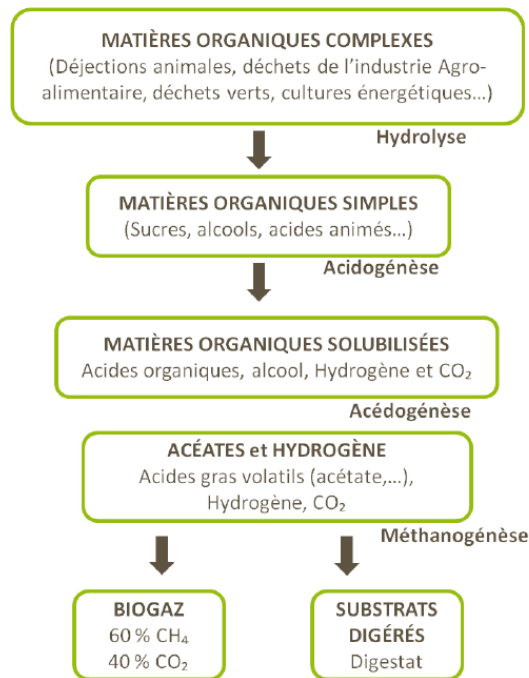 MATIÈRES ORGANIQUES COMPLEXES
(Déjections animales, déchets de l'industrie Agro-
alimentaire, déchets verts, cultures énergétiques...)
Hydrolyse
MATIÈRES ORGANIQUES SIMPLES
(Sucres, alcools, acides animés...)
Acidogénèse
MATIÈRES ORGANIQUES SOLUBILISÉES
Acides organiques, alcool, Hydrogène et CO₂
Acédogénèse
ACÉATES et HYDROGÈNE
Acides gras volatils (acétate,...),
Hydrogène, CO₂
Méthanogénèse
BIOGAZ
60 % CH₄
40 % CO₂
SUBSTRATS
DIGÉRÉS
Digestat